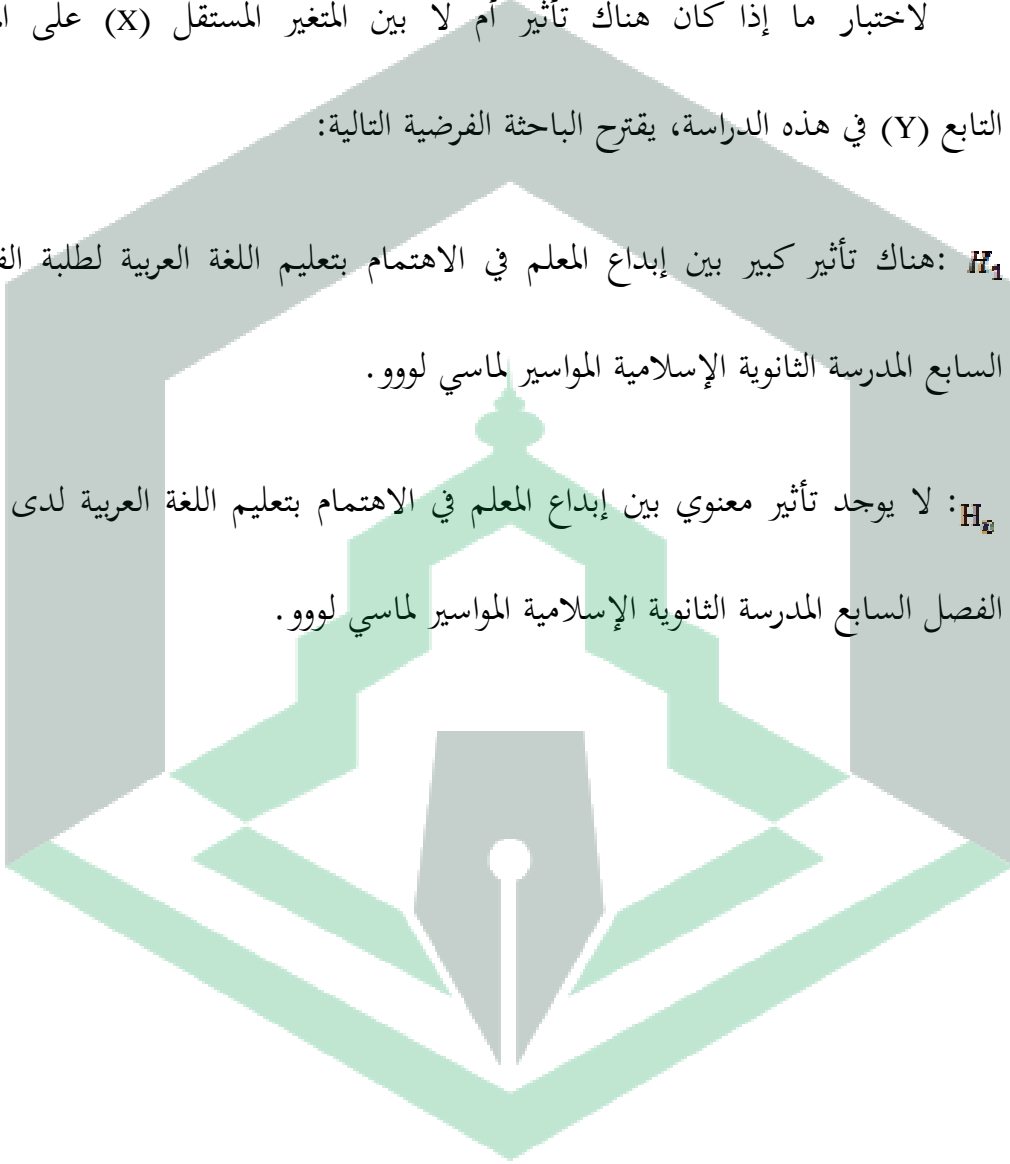 لاختبار ما إذا كان هناك تأثير أم لا بين المتغير المستقل (X) على
التابع (Y) في هذه الدراسة، يقترح الباحثة الفرضية التالية:
H₁ :هناك تأثير كبير بين إبداع المعلم في الاهتمام بتعليم اللغة العربية لطلبة
السابع المدرسة الثانوية الإسلامية المواسير لماسي لووو.
H₀: لا يوجد تأثير معنوي بين إبداع المعلم في الاهتمام بتعليم اللغة العربية لدى
الفصل السابع المدرسة الثانوية الإسلامية المواسير لماسي لووو.